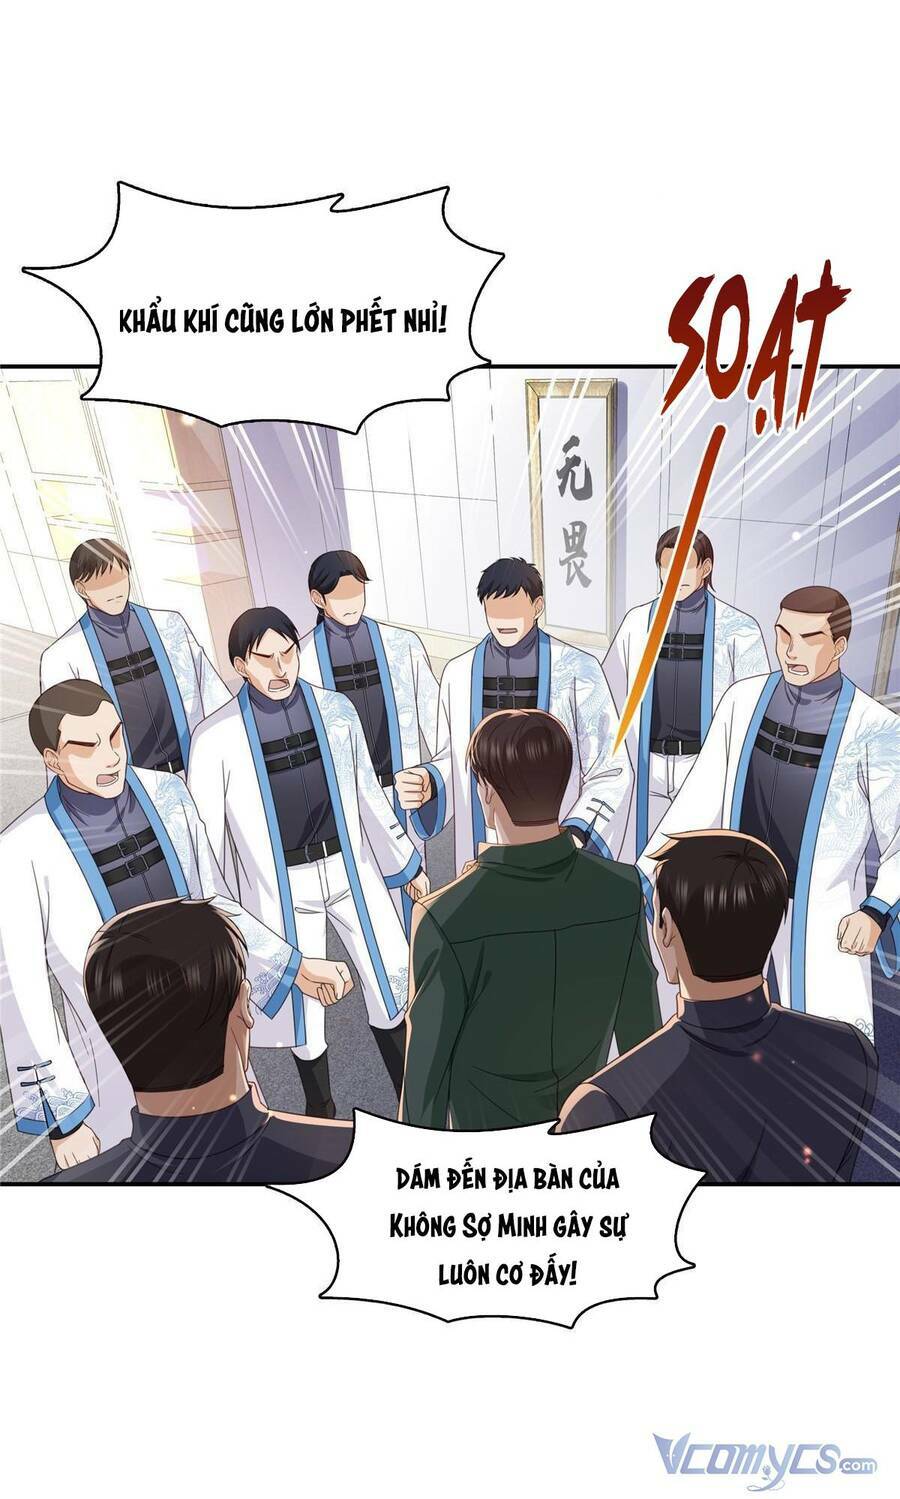 KHẨU KHÍ CŨNG LỚN PHẾT NHỈ!
SOẠT
无
畏
DÁM ĐẾN ĐỊA BÀN CỦA
KHÔNG SỢ MINH GÂY SỰ
LUÔN CƠ ĐẤY!
VCOMYCS.com